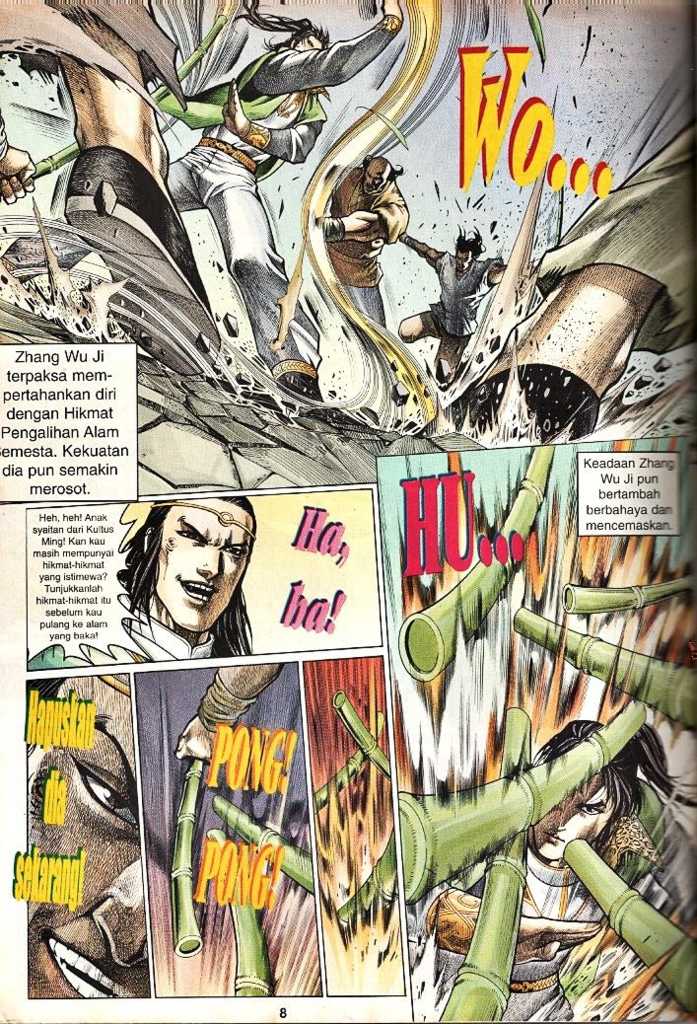 Wo...
Zhang Wu Ji
terpaksa mem-
pertahankan diri
dengan Hikmat
Pengalihan Alam
Semesta. Kekuatan
dia pun semakin
merosot.
Keadaan Zhang
Wu Ji pun
bertambah
berbahaya dan
mencemaskan.
HU...
Heh, heh! Anak
syaitan dari Kultus
Ming! Kan kau
masih mempunyai
hikmat-hikmat
yang istimewa?
Tunjukkanlah
hikmat-hikmat itu
sebelum kau
pulang ke alam
yang baka!
Ha,
ha!
Hapuskan
dia
sekarang!
PONG!
PONG!
8